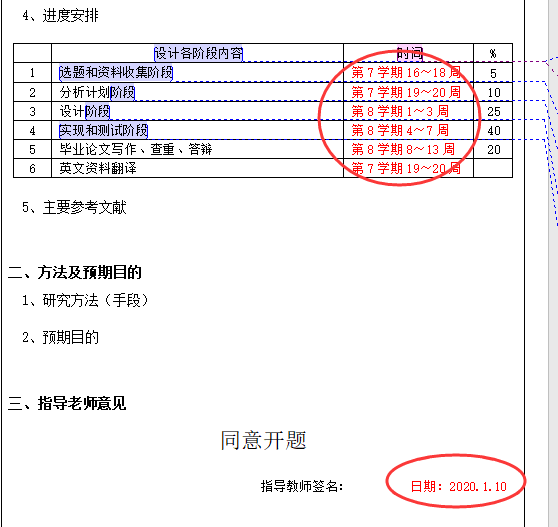 4、进度安排
设计各阶段内容 时间 %
1 选题和资料收集阶段 第7学期16～18周 5
2 分析计划阶段 第7学期19～20周 10
3 设计阶段 第8学期1～3周 25
4 实现和测试阶段 第8学期4～7周 40
5 毕业论文写作、查重、答辩 第8学期8～13周 20
6 英文资料翻译 第7学期19～20周
5、主要参考文献
二、方法及预期目的
1、研究方法（手段）
2、预期目的
三、指导老师意见
同意开题
指导教师签名： 日期：2020.1.10